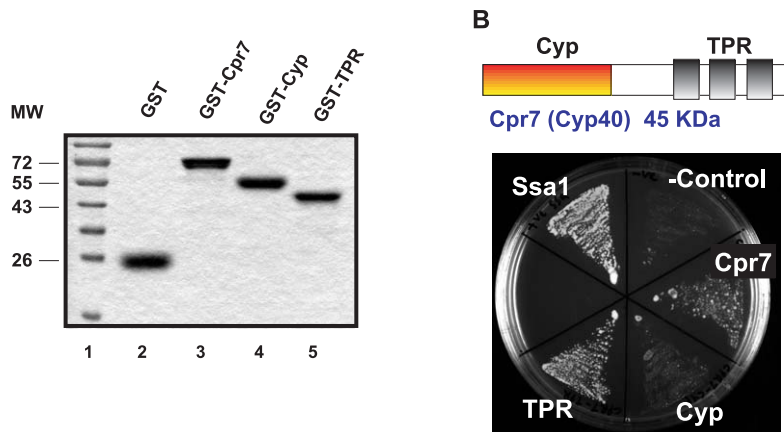 B
Cyp TPR
Cpr7 (Cyp40) 45 KDa
MW
GST
GST-Cpr7
GST-Cyp
GST-TPR
72
55
43
26
1 2 3 4 5
Ssa1
-Control
Cpr7
TPR
Cyp